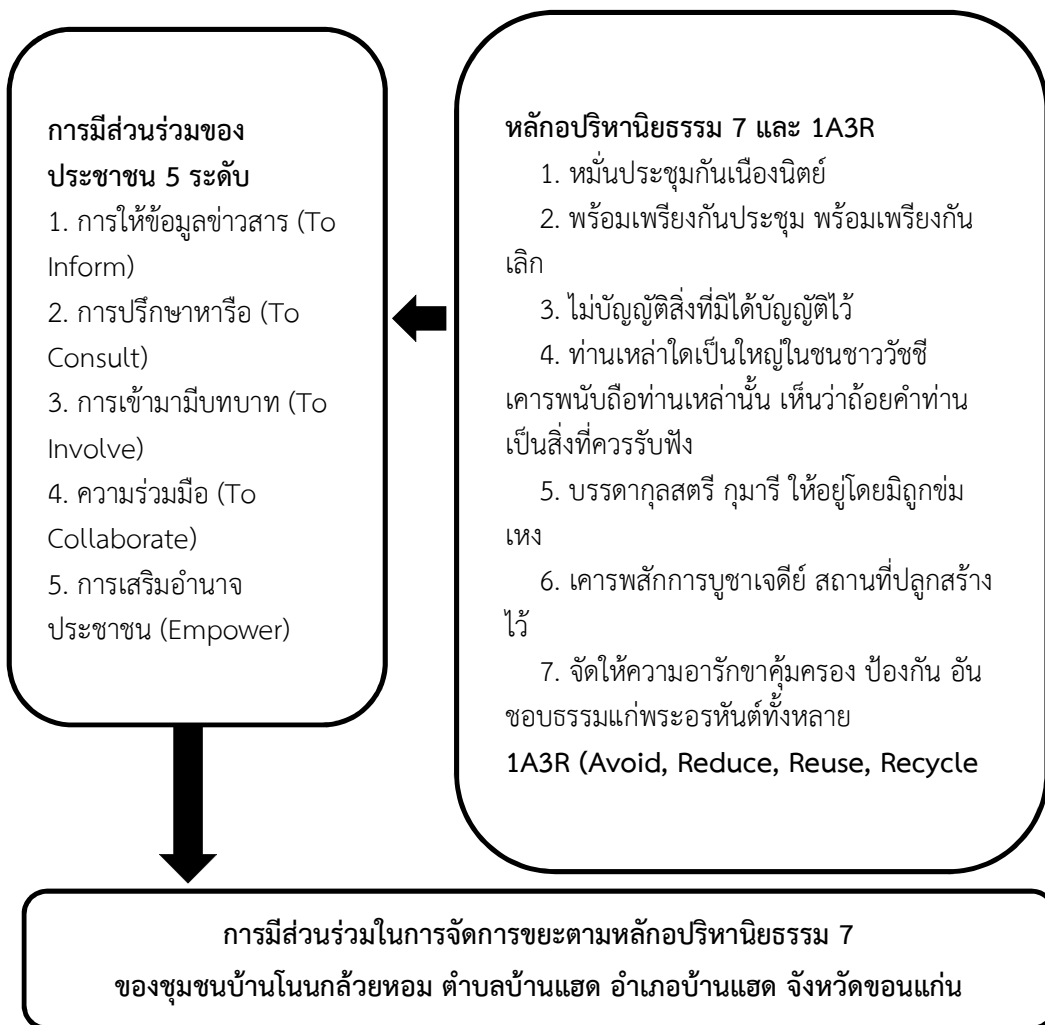 การมีส่วนร่วมของ
ประชาชน 5 ระดับ
1. การให้ข้อมูลข่าวสาร (To
Inform)
2. การปรึกษาหารือ (To
Consult)
3. การเข้ามามีบทบาท (To
Involve)
4. ความร่วมมือ (To
Collaborate)
5. การเสริมอำนาจ
ประชาชน (Empower)
หลักอปริหานิยธรรม 7 และ 1A3R
1. หมั่นประชุมกันเนืองนิตย์
2. พร้อมเพรียงกันประชุม พร้อมเพรียงกัน
เลิก
3. ไม่บัญญัติสิ่งที่มิได้บัญญัติไว้
4. ท่านเหล่าใดเป็นใหญ่ในชนชาววัชชี
เคารพนับถือท่านเหล่านั้น เห็นว่าถ้อยคำท่าน
เป็นสิ่งที่ควรรับฟัง
5. บรรดากุลสตรี กุมารี ให้อยู่โดยมิถูกข่ม
เหง
6. เคารพสักการบูชาเจดีย์ สถานที่ปลูกสร้าง
ไว้
7. จัดให้ความอารักขาคุ้มครอง ป้องกัน อัน
ชอบธรรมแก่พระอรหันต์ทั้งหลาย
1A3R (Avoid, Reduce, Reuse, Recycle
การมีส่วนร่วมในการจัดการขยะตามหลักอปริหานิยธรรม 7
ของชุมชนบ้านโนนกล้วยหอม ตำบลบ้านแฮด อำเภอบ้านแฮด จังหวัดขอนแก่น